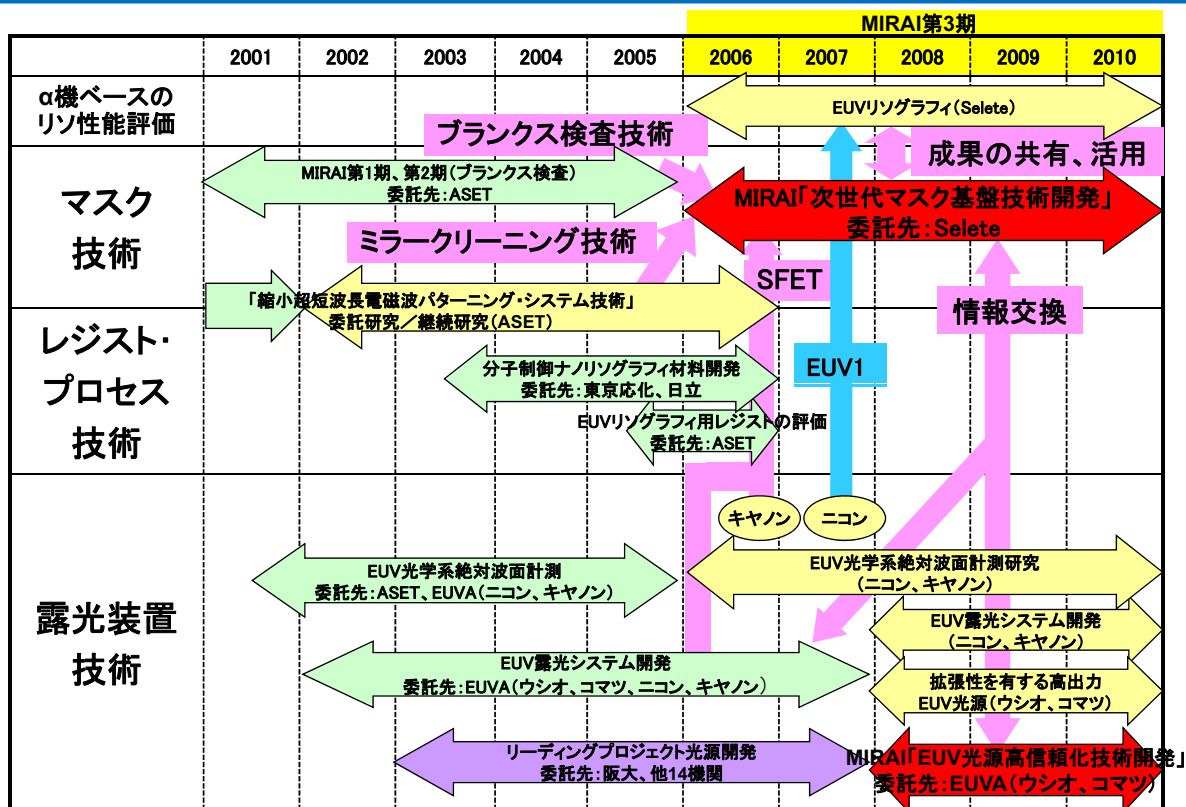 MIRAI第3期
2001 2002 2003 2004 2005 2006 2007 2008 2009 2010
α機ベースの
リソ性能評価
EUVリソグラフィ(Selete)
ブランクス検査技術
成果の共有、活用
マスク
技術
MIRAI第1期、第2期(ブランクス検査)
委託先:ASET
MIRAI「次世代マスク基盤技術開発」
委託先:Selete
ミラークリーニング技術
SFET
情報交換
「縮小超短波長電磁波パターニング・システム技術」
委託研究/継続研究(ASET)
レジスト・
プロセス
技術
分子制御ナノリソグラフィ材料開発
委託先:東京応化、日立
EUV1
EUVリソグラフィ用レジストの評価
委託先:ASET
キヤノン
ニコン
露光装置
技術
EUV光学系絶対波面計測
委託先:ASET、EUVA(ニコン、キヤノン)
EUV光学系絶対波面計測研究
(ニコン、キヤノン)
EUV露光システム開発
(ニコン、キヤノン)
EUV露光システム開発
委託先:EUVA(ウシオ、コマツ、ニコン、キヤノン)
拡張性を有する高出力
EUV光源(ウシオ、コマツ)
リーディングプロジェクト光源開発
委託先:阪大、他14機関
MIRAI「EUV光源高信頼化技術開発」
委託先:EUVA(ウシオ、コマツ)